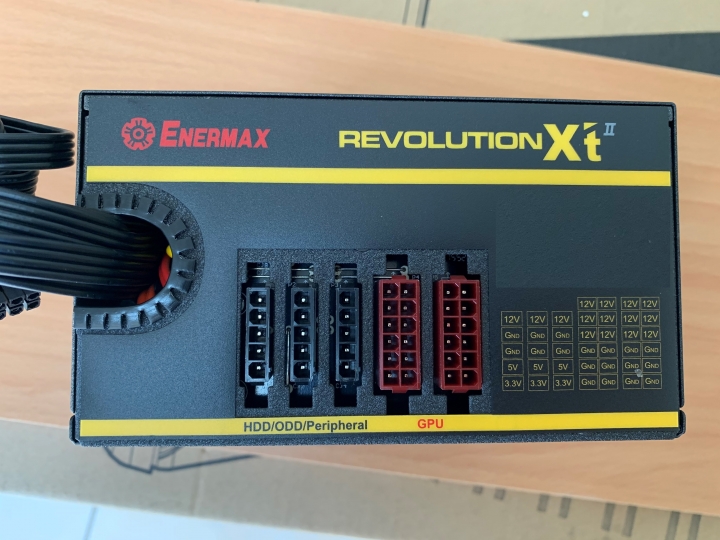 ENERMAX
REVOLUTION X't II
12V 12V 12V 12V
12V 12V 12V 12V 12V 12V 12V
GND GND GND 12V 12V 12V 12V
GND GND GND GND GND GND GND
5V 5V 5V GND GND GND GND
3.3V 3.3V 3.3V GND GND GND GND
HDD/ODD/Peripheral GPU